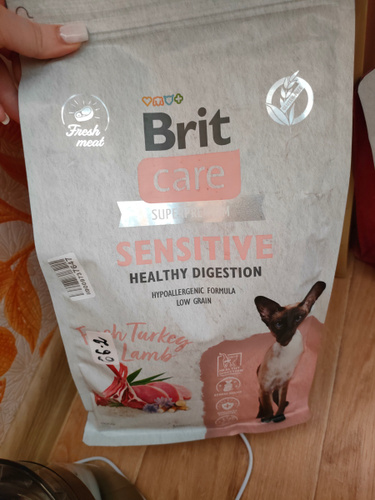 Fresh
meat
Brit
care
SENSITIVE
HEALTHY DIGESTION
HYPOALLERGENIC FORMULA
LOW GRAIN
Turkey
Lamb